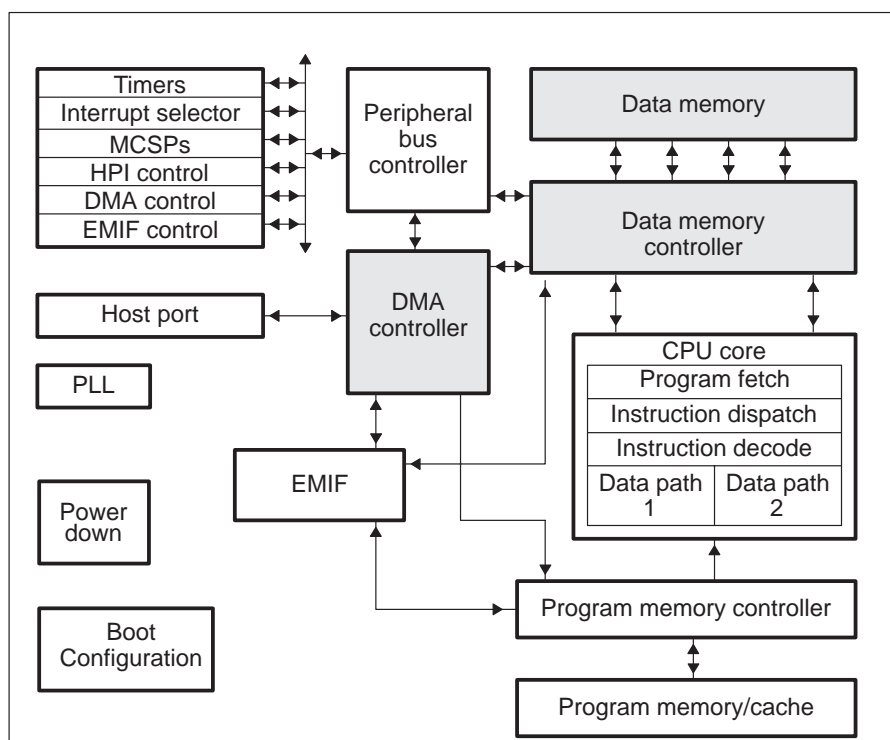 Timers
Interrupt selector
MCSPs
HPI control
DMA control
EMIF control
Peripheral
bus
controller
Data memory
Data memory
controller
Host port
DMA
controller
PLL
CPU core
Program fetch
Instruction dispatch
Instruction decode
Data path
1
Data path
2
EMIF
Power
down
Boot
Configuration
Program memory controller
Program memory/cache